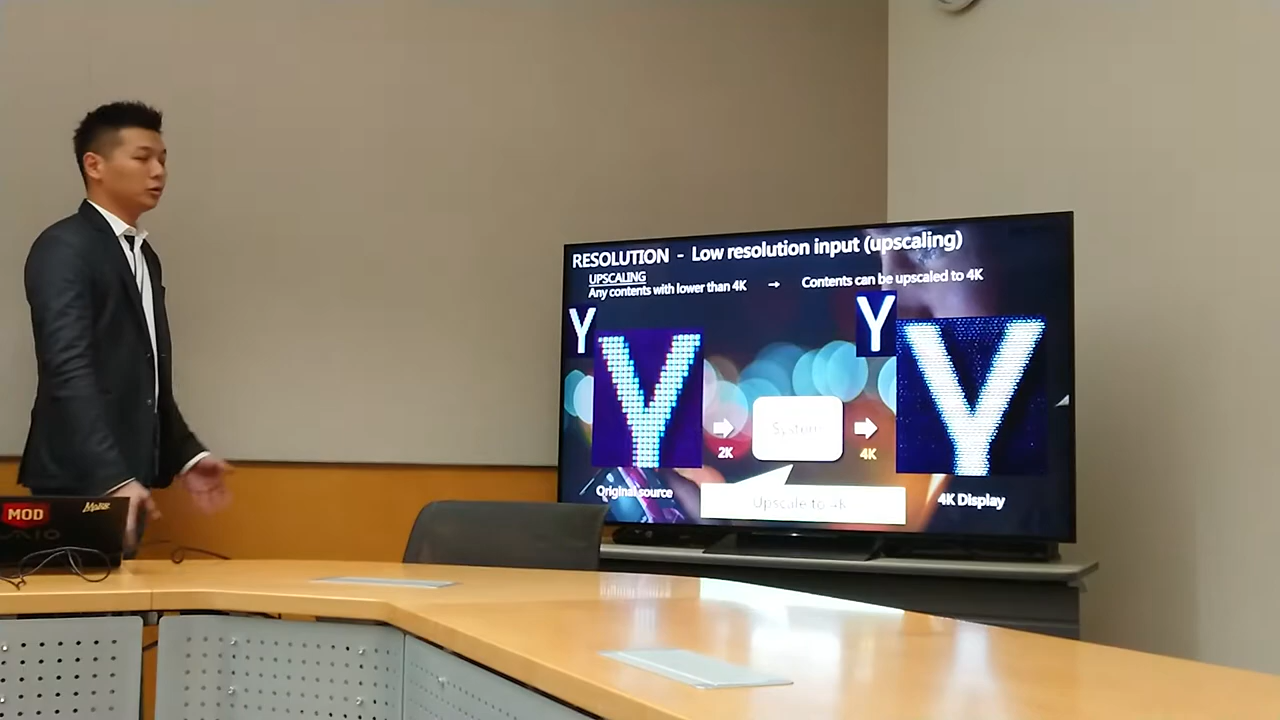 RESOLUTION - Low resolution input (upscaling)
UPSCALING
Any contents with lower than 4K → Contents can be upscaled to 4K
Y Y
Y Y
System
2K
4K
Original source
Upscale to 4K
4K Display
MOD
VAIO